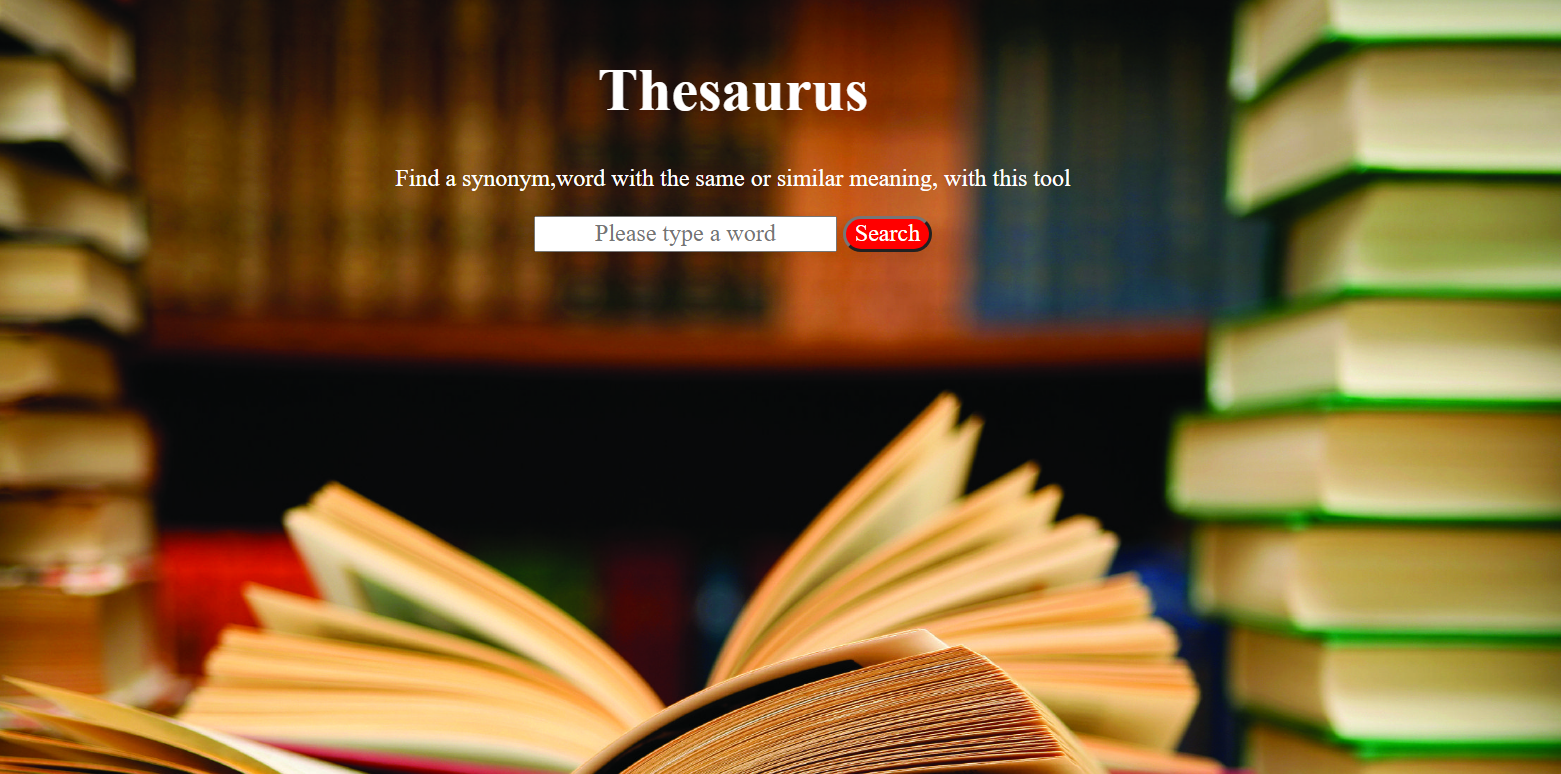 Thesaurus
Find a synonym,word with the same or similar meaning, with this tool
Please type a word Search